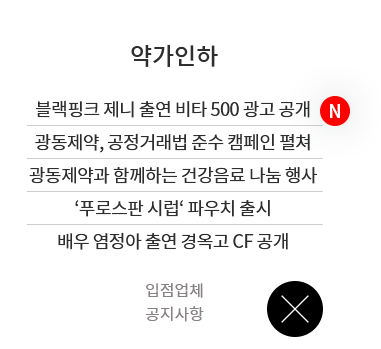 약가인하
블랙핑크 제니 출연 비타 500 광고 공개 N
광동제약, 공정거래법 준수 캠페인 펼쳐
광동제약과 함께하는 건강음료 나눔 행사
‘푸로스판 시럽‘ 파우치 출시
배우 염정아 출연 경옥고 CF 공개
입점업체
공지사항